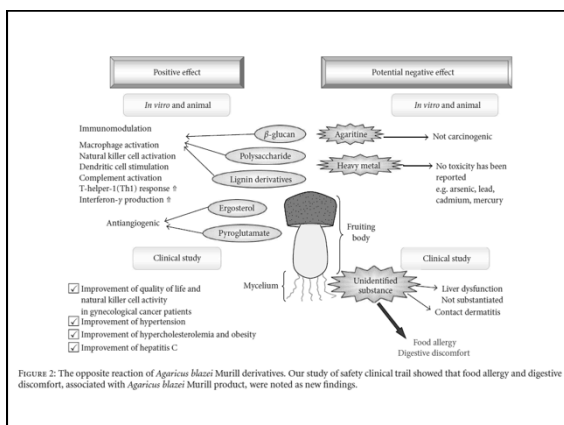 Positive effect
Potential negative effect
In vitro and animal
In vitro and animal
Immunomodulation
Macrophage activation
Natural killer cell activation
Dendritic cell stimulation
Complement activation
T-helper-1(Th1) response ⇑
Interferon-γ production ⇑
Antiangiogenic
β-glucan
Polysaccharide
Lignin derivatives
Ergosterol
Pyroglutamate
Agaritine
Not carcinogenic
Heavy metal
No toxicity has been
reported
e.g. arsenic, lead,
cadmium, mercury
Fruiting
body
Mycelium
Clinical study
Clinical study
Improvement of quality of life and
natural killer cell activity
in gynecological cancer patients
Improvement of hypertension
Improvement of hypercholesterolemia and obesity
Improvement of hepatitis C
Unidentified
substance
Liver dysfunction
Not substantiated
Contact dermatitis
Food allergy
Digestive discomfort
FIGURE 2: The opposite reaction of Agaricus blazei Murill derivatives. Our study of safety clinical trail showed that food allergy and digestive
discomfort, associated with Agaricus blazei Murill product, were noted as new findings.